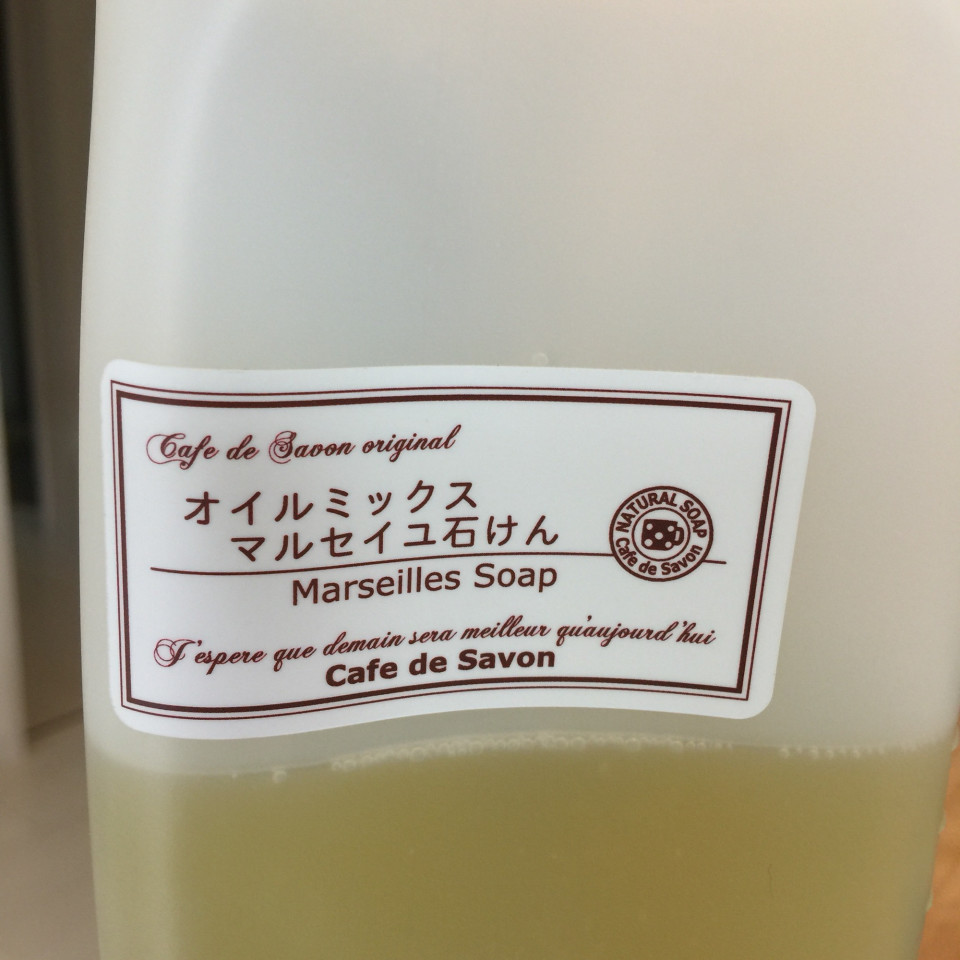 Cafe de Savon original
オイルミックス
マルセイユ石けん
NATURAL SOAP
Cafe de Savon
Marseilles Soap
J'espere que demain sera meilleur qu'aujourd'hui
Cafe de Savon